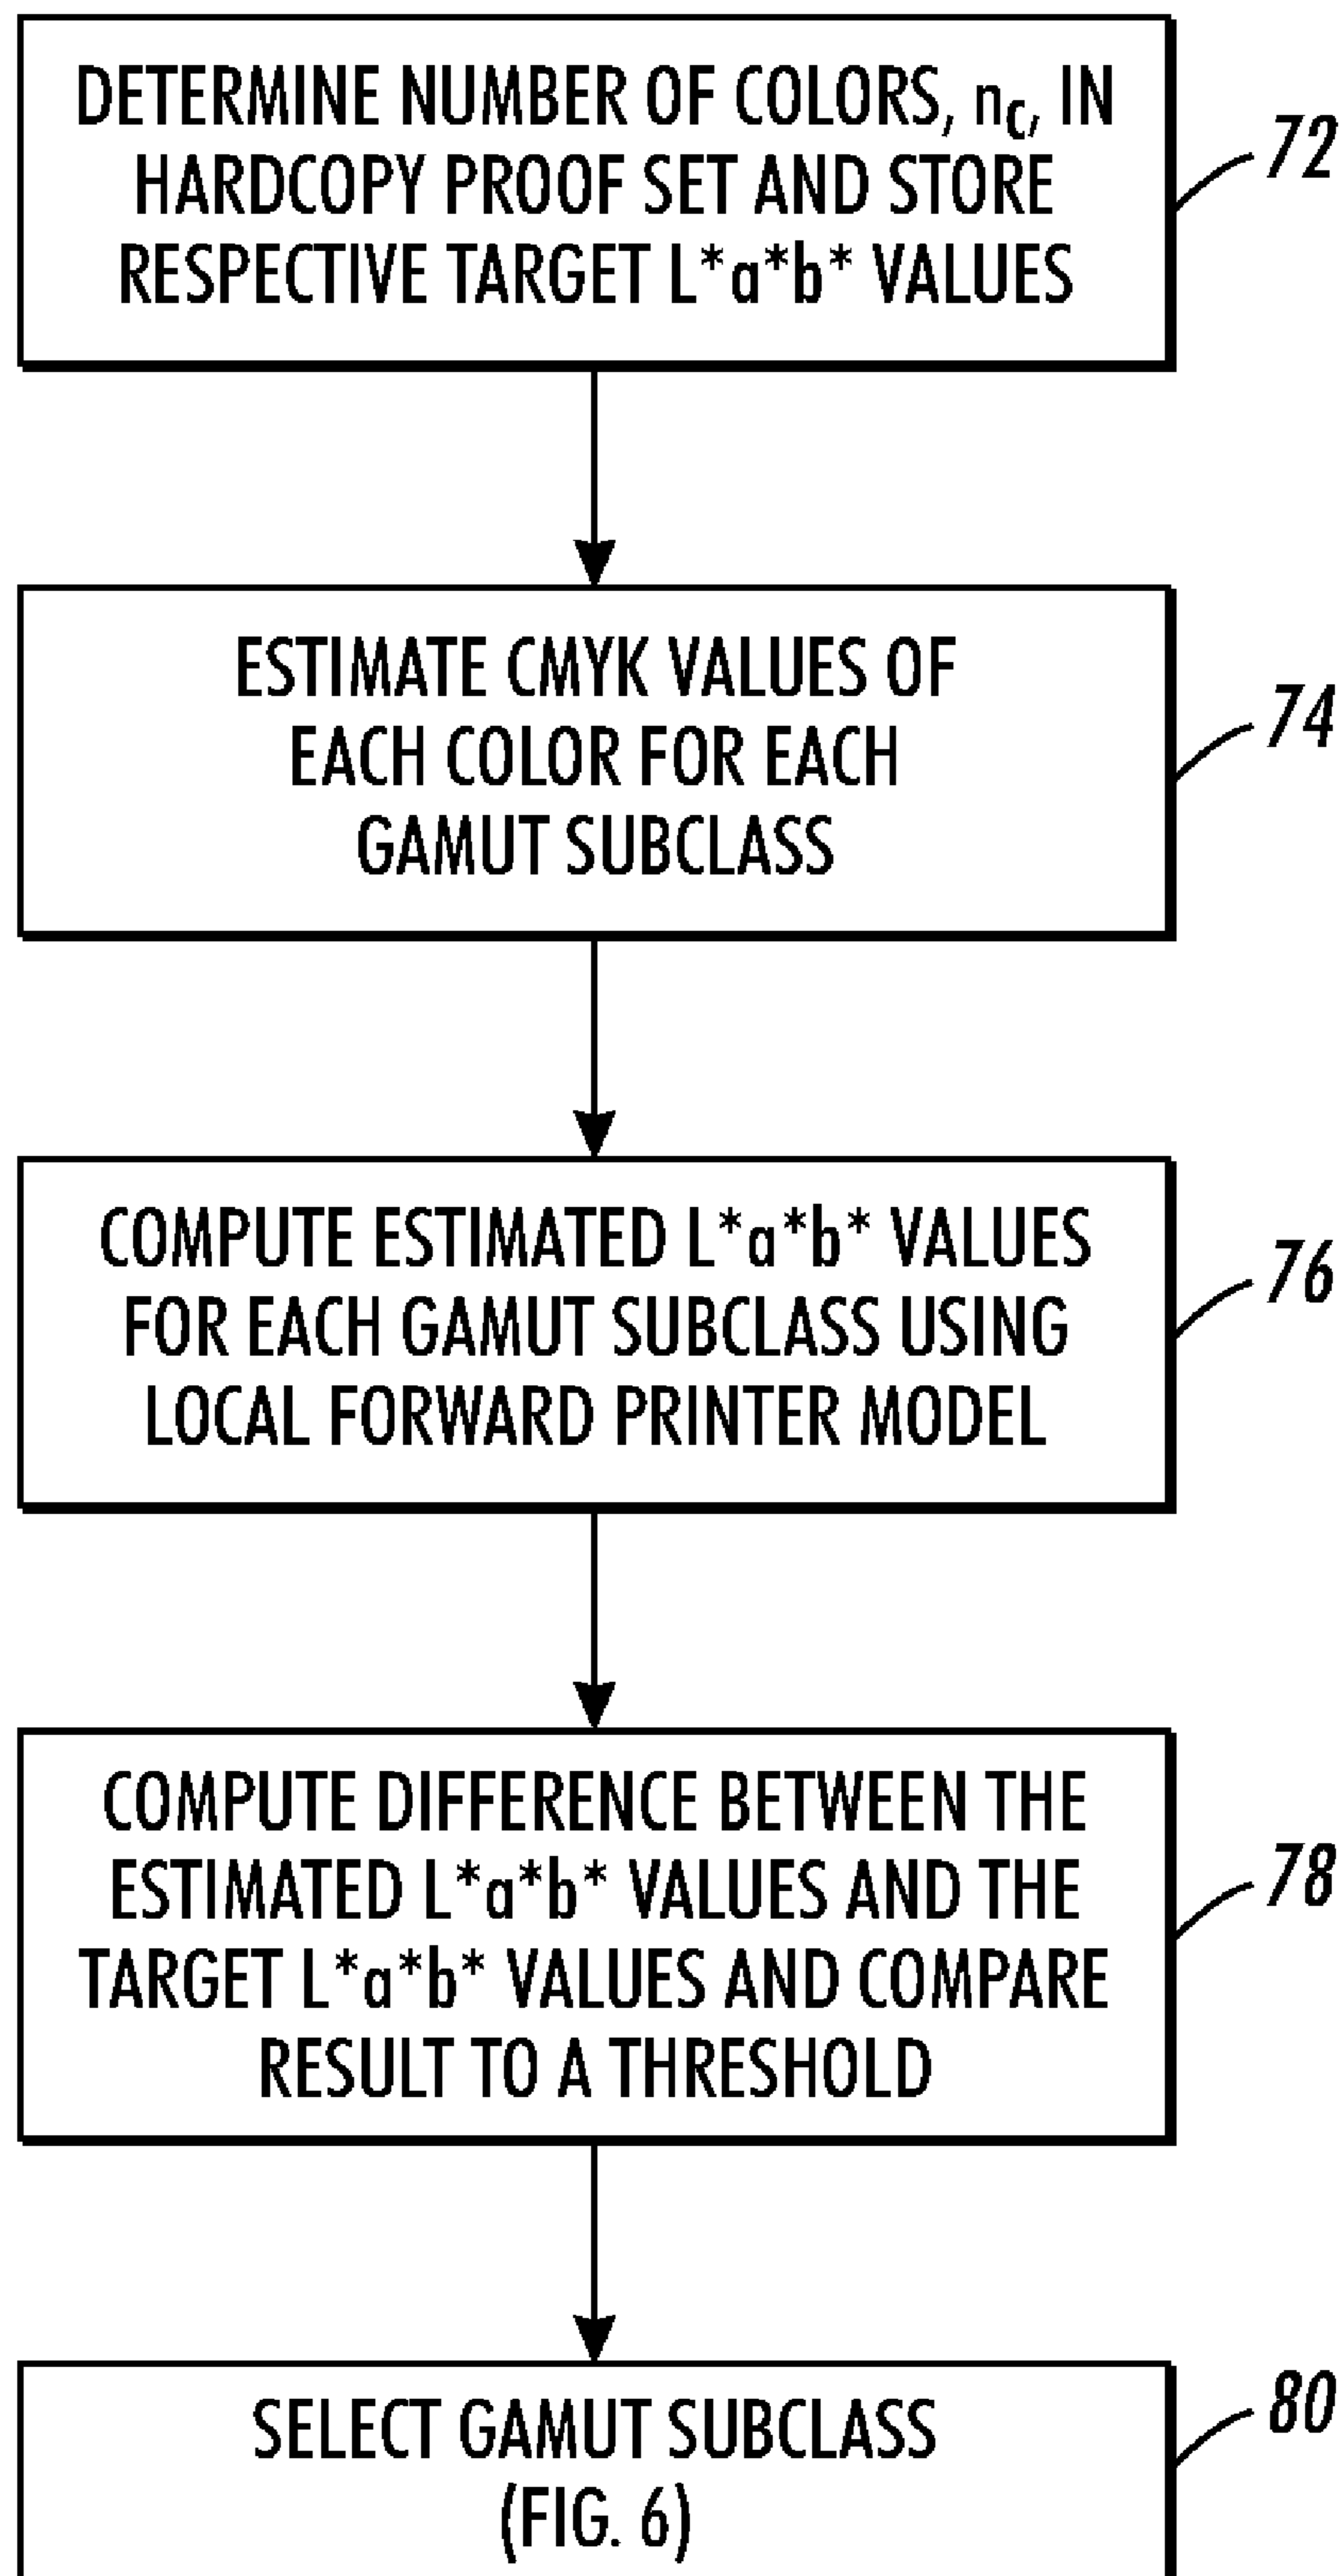 DETERMINE NUMBER OF COLORS, nC, IN
HARDCOPY PROOF SET AND STORE
RESPECTIVE TARGET L*a*b* VALUES
72
ESTIMATE CMYK VALUES OF
EACH COLOR FOR EACH
GAMUT SUBCLASS
74
COMPUTE ESTIMATED L*a*b* VALUES
FOR EACH GAMUT SUBCLASS USING
LOCAL FORWARD PRINTER MODEL
76
COMPUTE DIFFERENCE BETWEEN THE
ESTIMATED L*a*b* VALUES AND THE
TARGET L*a*b* VALUES AND COMPARE
RESULT TO A THRESHOLD
78
SELECT GAMUT SUBCLASS
(FIG. 6)
80